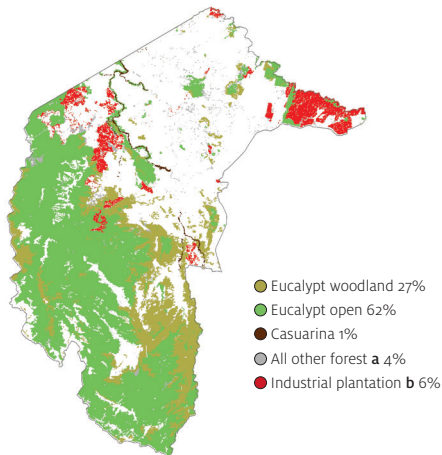 Eucalypt woodland 27%
Eucalypt open 62%
Casuarina 1%
All other forest a 4%
Industrial plantation b 6%